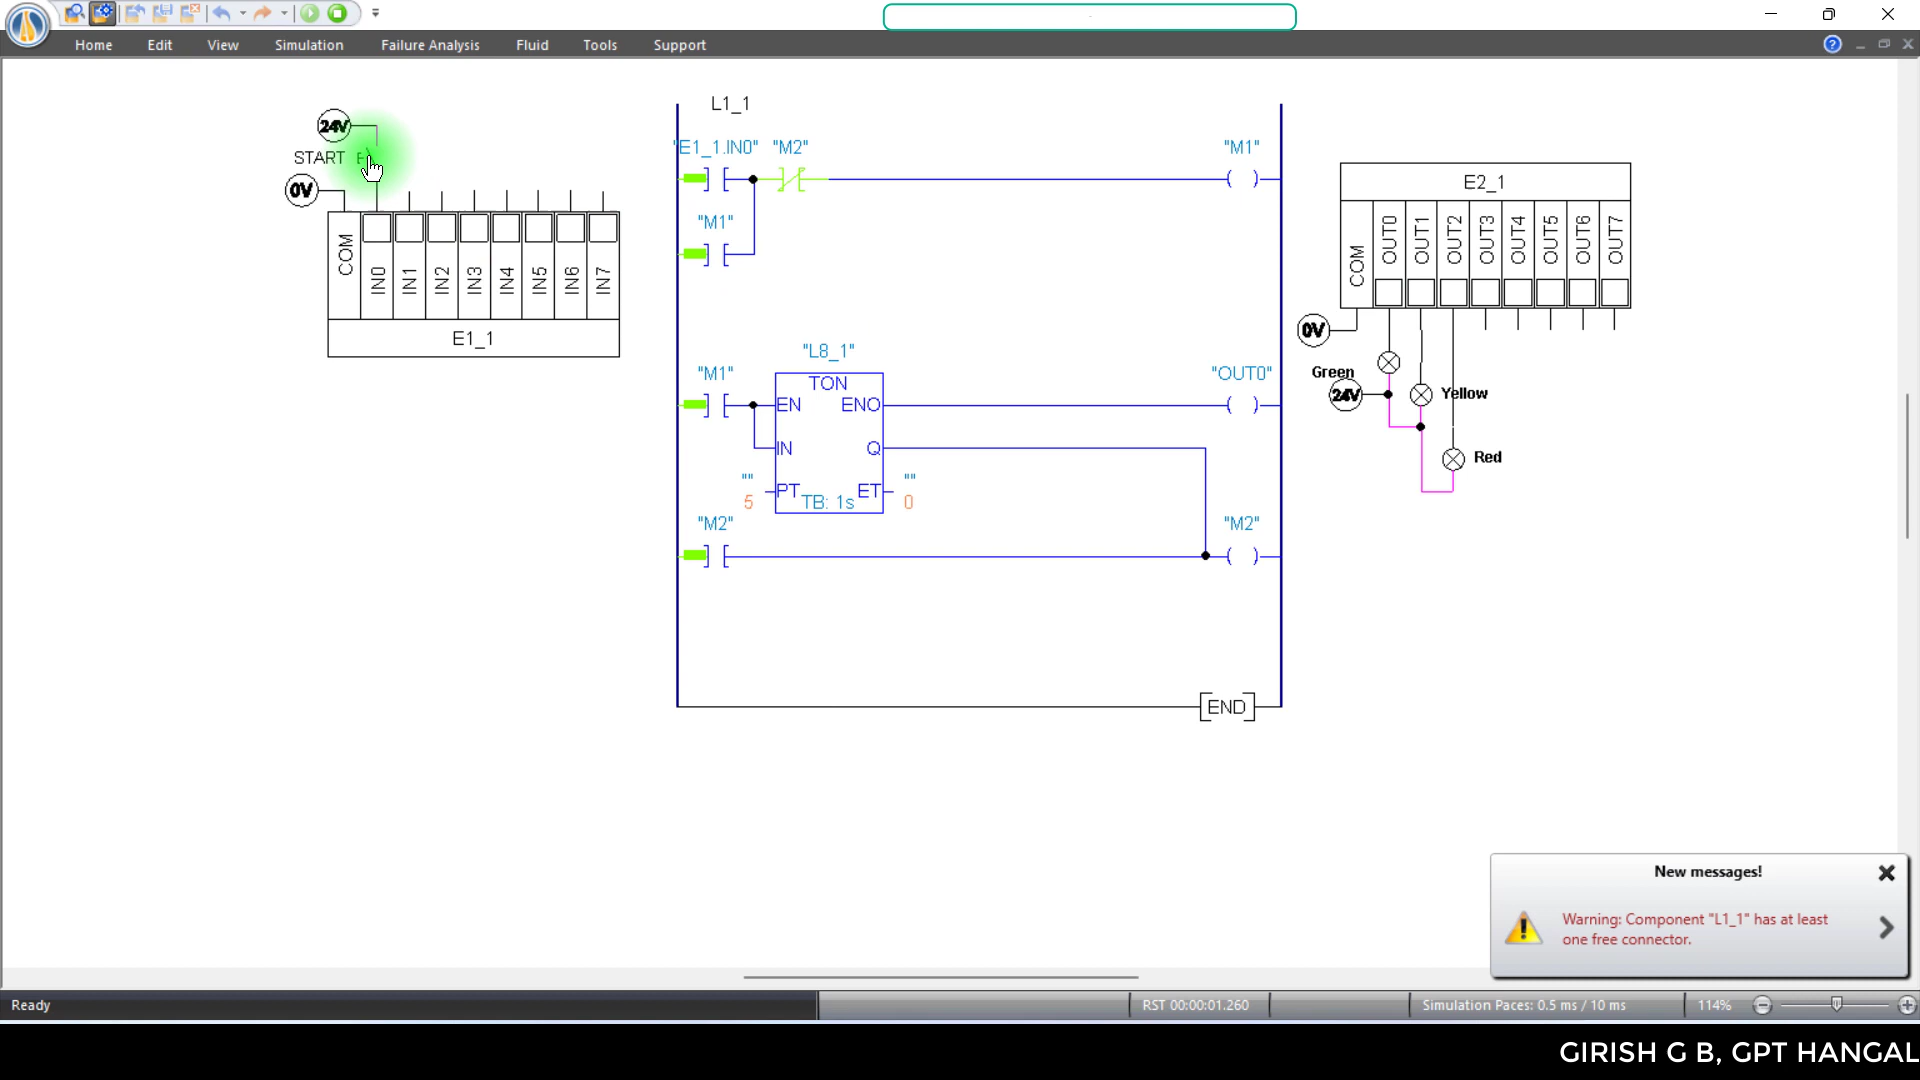 Home Edit View Simulation Failure Analysis Fluid Tools Support
24V
START
0V
COM IN0 IN1 IN2 IN3 IN4 IN5 IN6 IN7
E1_1
L1_1
"E1_1.IN0" "M2" "M1"
"M1"
"L8_1"
"M1" TON "OUT0"
EN ENO
IN Q
"" ""
PT ET
5 TB: 1s 0
"M2" "M2"
END
E2_1
COM OUT0 OUT1 OUT2 OUT3 OUT4 OUT5 OUT6 OUT7
0V
Green
24V
Yellow
Red
New messages!
Warning: Component "L1_1" has at least
one free connector.
Ready RST 00:00:01.260 Simulation Paces: 0.5 ms / 10 ms 114%
GIRISH G B, GPT HANGAL